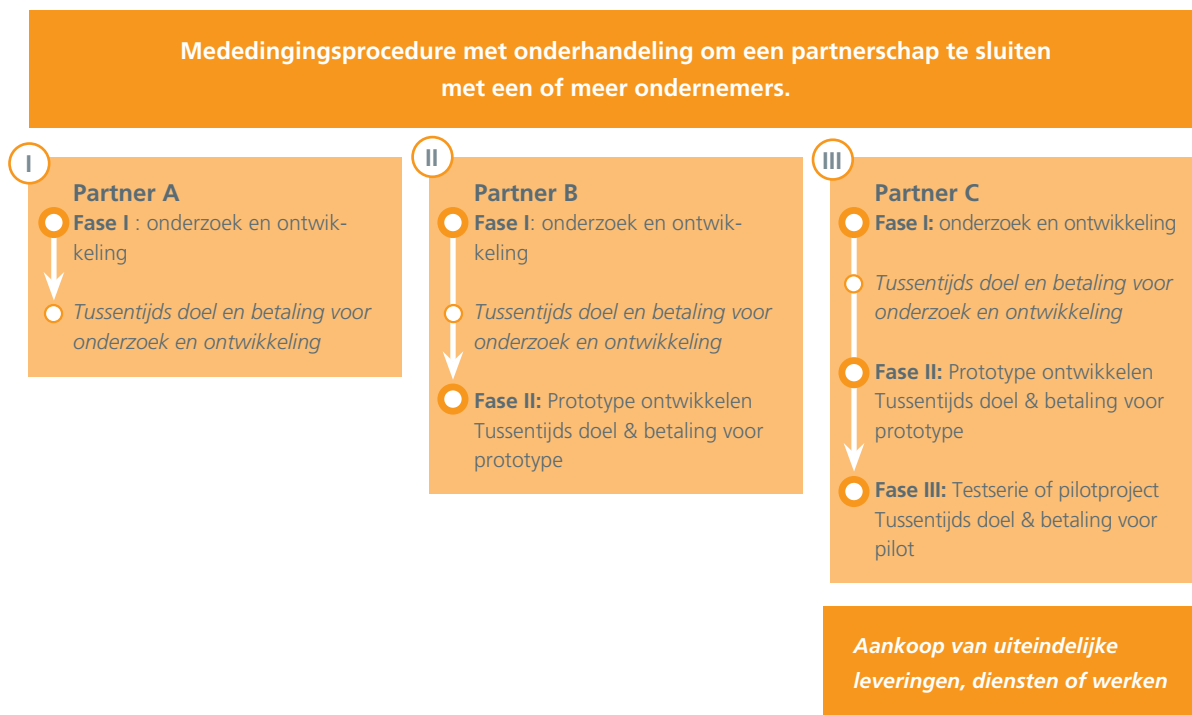 Mededingingsprocedure met onderhandeling om een partnerschap te sluiten
met een of meer ondernemers.
I
Partner A
Fase I : onderzoek en ontwik-
keling
Tussentijds doel en betaling voor
onderzoek en ontwikkeling
II
Partner B
Fase I: onderzoek en ontwik-
keling
Tussentijds doel en betaling voor
onderzoek en ontwikkeling
Fase II: Prototype ontwikkelen
Tussentijds doel & betaling voor
prototype
III
Partner C
Fase I: onderzoek en ontwikkeling
Tussentijds doel en betaling voor
onderzoek en ontwikkeling
Fase II: Prototype ontwikkelen
Tussentijds doel & betaling voor
prototype
Fase III: Testserie of pilotproject
Tussentijds doel & betaling voor
pilot
Aankoop van uiteindelijke
leveringen, diensten of werken